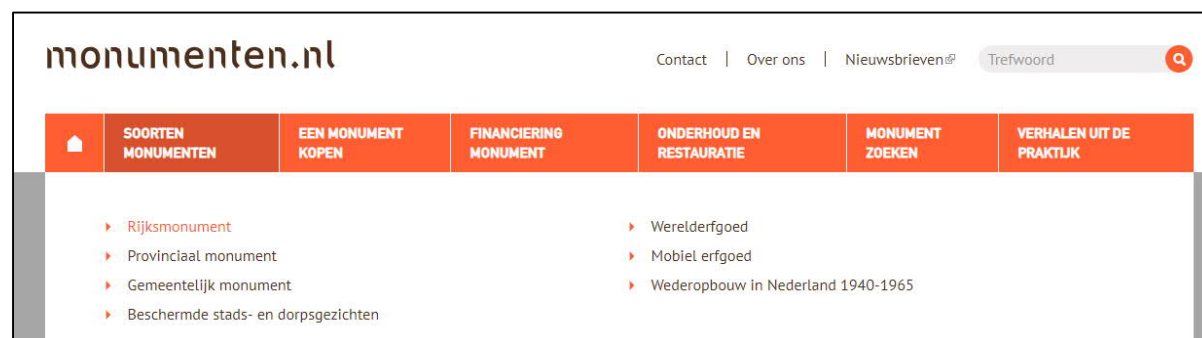 monumenten.nl
Contact | Over ons | Nieuwsbrieven
Trefwoord
SOORTEN
MONUMENTEN
EEN MONUMENT
KOPEN
FINANCIERING
MONUMENT
ONDERHOUD EN
RESTAURATIE
MONUMENT
ZOEKEN
VERHALEN UIT DE
PRAKTIJK
Rijksmonument
Provinciaal monument
Gemeentelijk monument
Beschermde stads- en dorpsgezichten
Werelderfgoed
Mobiel erfgoed
Wederopbouw in Nederland 1940-1965